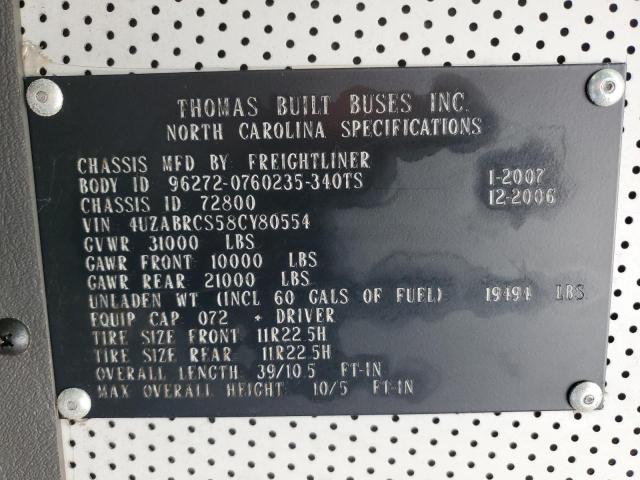 THOMAS BUILT BUSES INC.
NORTH CAROLINA SPECIFICATIONS
CHASSIS MFD BY FREIGHTLINER
BODY ID 96272-0760235-340TS 1-2007
CHASSIS ID 72800 12-2006
VIN 4UZABRCS58CY80554
GVWR 31000 LBS
GAWR FRONT 10000 LBS
GAWR REAR 21000 LBS
UNLADEN WT (INCL 60 GALS OF FUEL) 19494 LBS
EQUIP CAP 072 + DRIVER
TIRE SIZE FRONT 11R22.5H
TIRE SIZE REAR 11R22.5H
OVERALL LENGTH 39/10.5 FT-IN
MAX OVERALL HEIGHT 10/5 FT-IN